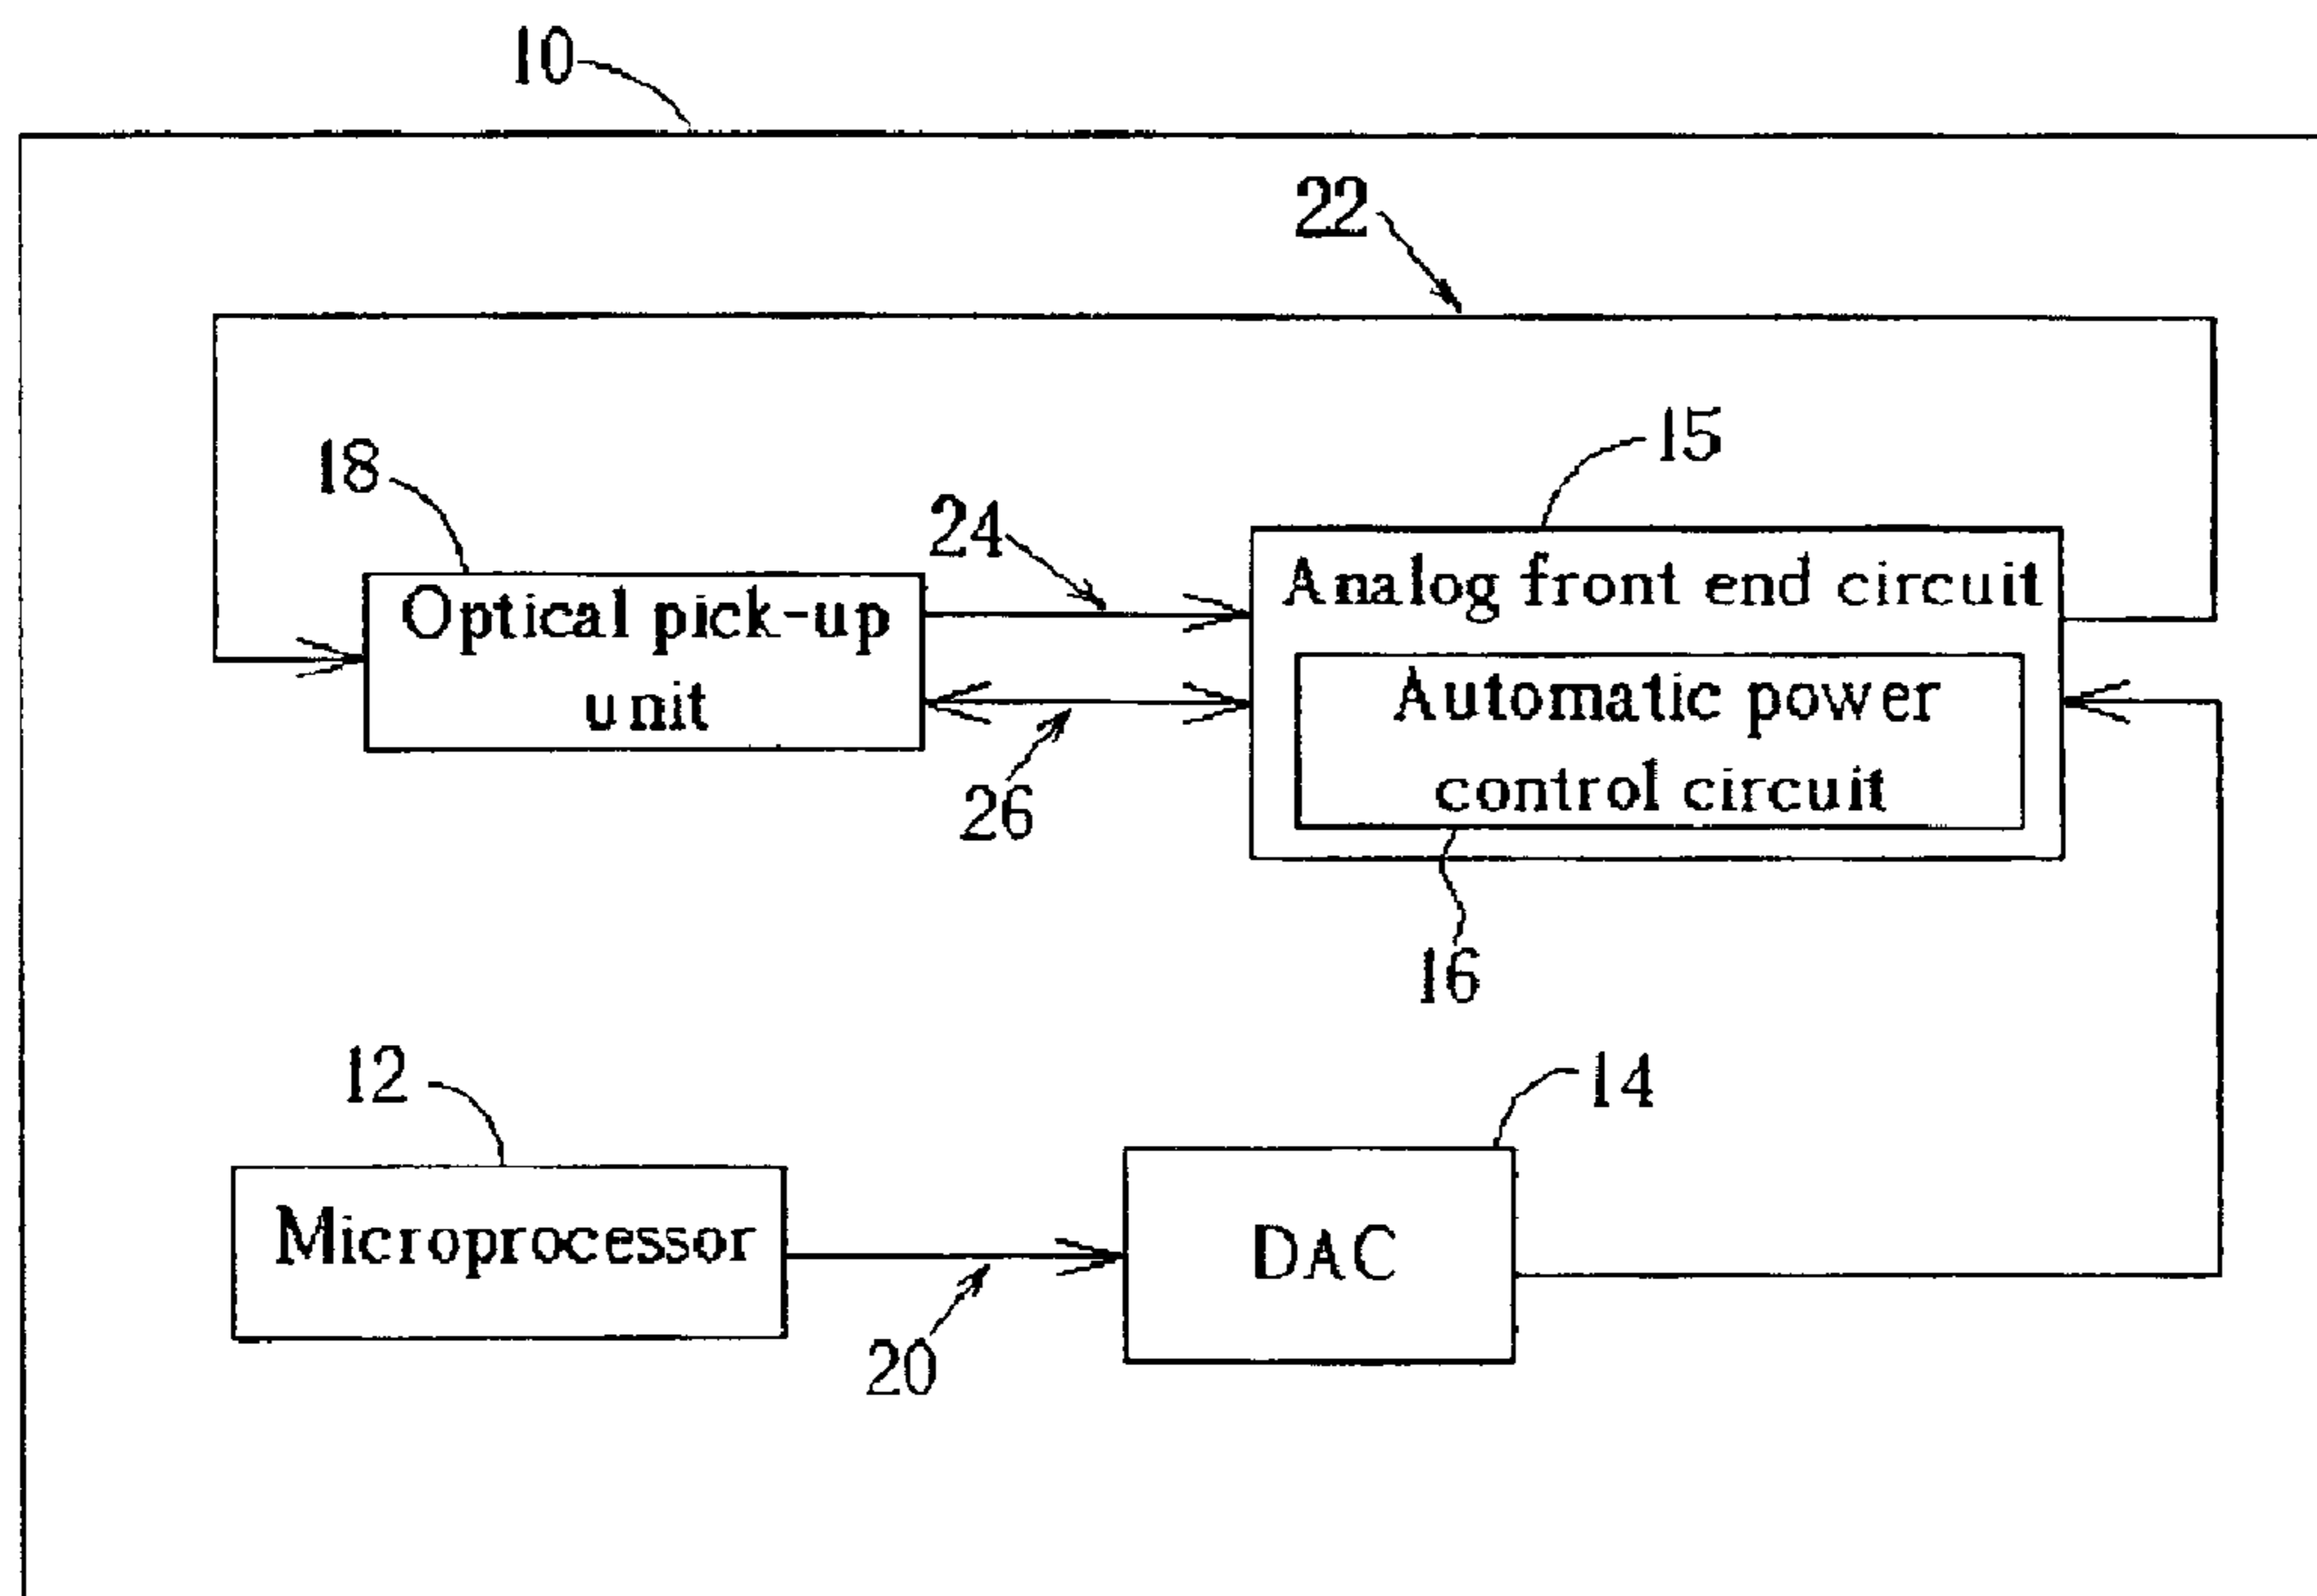 10
22
15
18
24
Analog front end circuit
Optical pick-up
unit
Automatic power
control circuit
26
16
12
14
Microprocessor
DAC
20